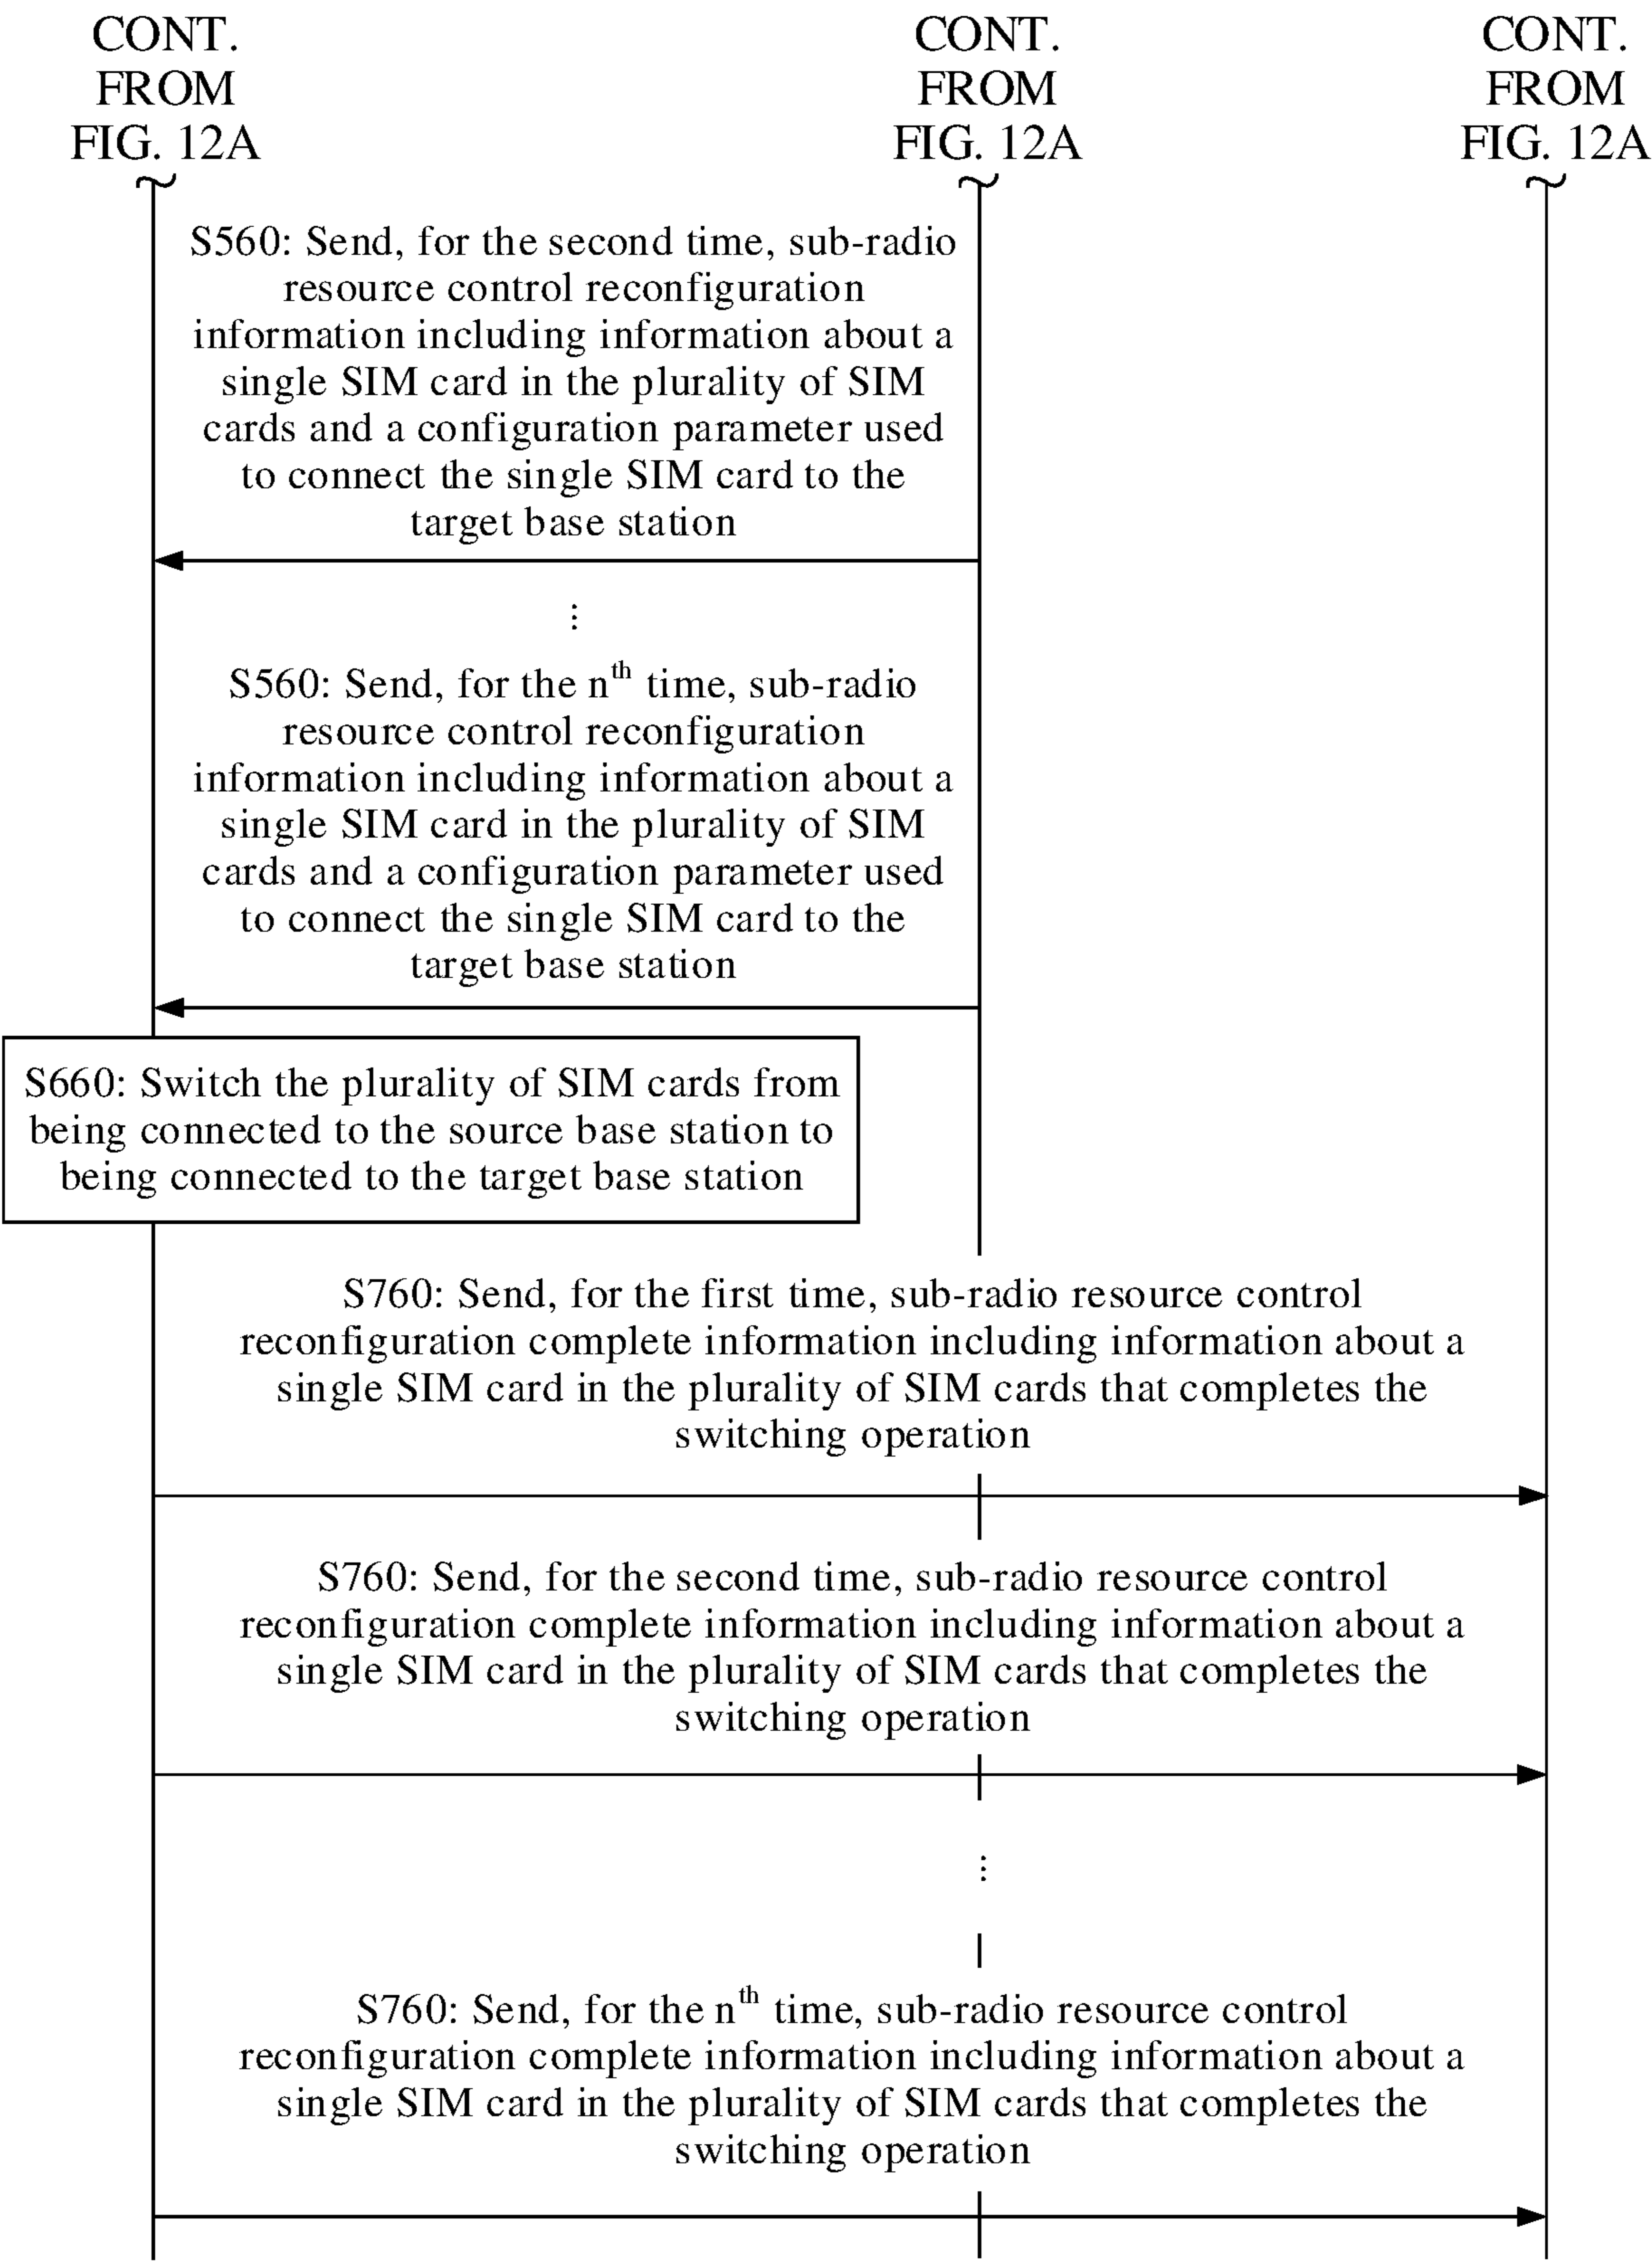 CONT.
FROM
FIG. 12A
CONT.
FROM
FIG. 12A
CONT.
FROM
FIG. 12A
S560: Send, for the second time, sub-radio
resource control reconfiguration
information including information about a
single SIM card in the plurality of SIM
cards and a configuration parameter used
to connect the single SIM card to the
target base station
⋮
S560: Send, for the nth time, sub-radio
resource control reconfiguration
information including information about a
single SIM card in the plurality of SIM
cards and a configuration parameter used
to connect the single SIM card to the
target base station
S660: Switch the plurality of SIM cards from
being connected to the source base station to
being connected to the target base station
S760: Send, for the first time, sub-radio resource control
reconfiguration complete information including information about a
single SIM card in the plurality of SIM cards that completes the
switching operation
S760: Send, for the second time, sub-radio resource control
reconfiguration complete information including information about a
single SIM card in the plurality of SIM cards that completes the
switching operation
⋮
S760: Send, for the nth time, sub-radio resource control
reconfiguration complete information including information about a
single SIM card in the plurality of SIM cards that completes the
switching operation